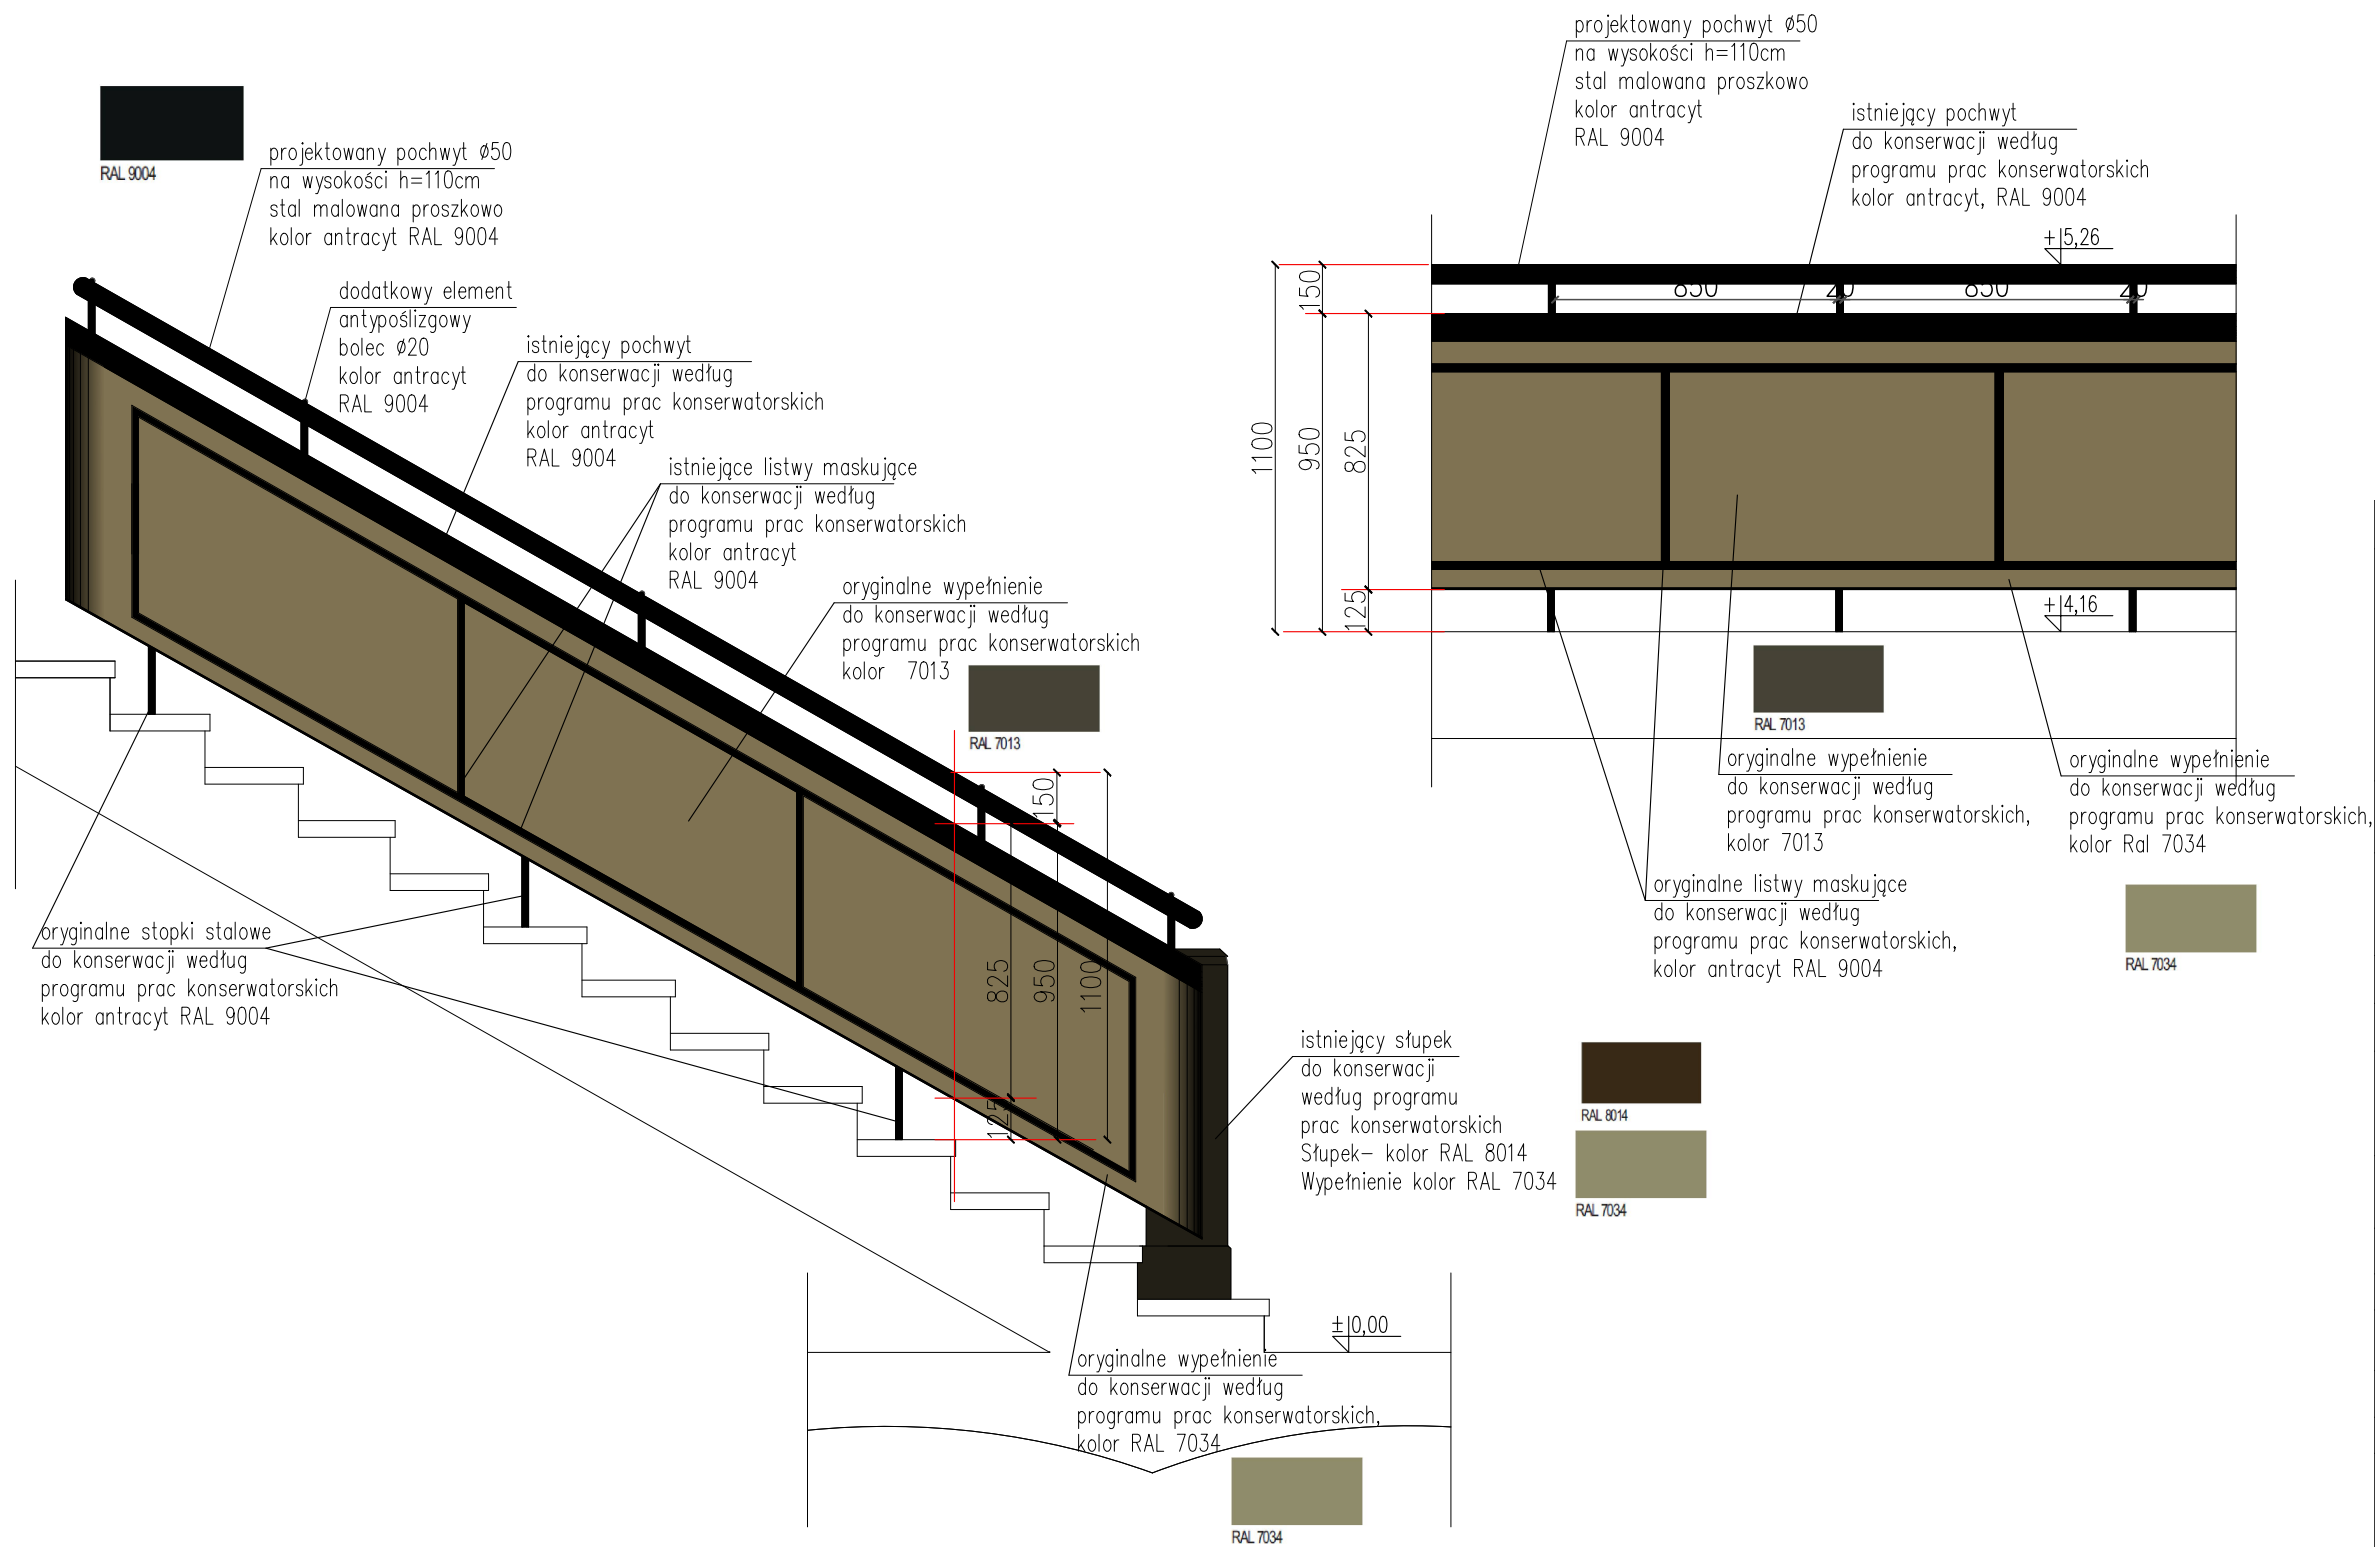 RAL 9004
projektowany pochwyt ø50
na wysokości h=110cm
stal malowana proszkowo
kolor antracyt RAL 9004
dodatkowy element
antypoślizgowy
bolec ø20
kolor antracyt
RAL 9004
istniejący pochwyt
do konserwacji według
programu prac konserwatorskich
kolor antracyt
RAL 9004
istniejące listwy maskujące
do konserwacji według
programu prac konserwatorskich
kolor antracyt
RAL 9004
oryginalne wypełnienie
do konserwacji według
programu prac konserwatorskich
kolor 7013
RAL 7013
150
825
950
1100
125
oryginalne stopki stalowe
do konserwacji według
programu prac konserwatorskich
kolor antracyt RAL 9004
istniejący słupek
do konserwacji
według programu
prac konserwatorskich
Słupek– kolor RAL 8014
Wypełnienie kolor RAL 7034
RAL 8014
RAL 7034
±0,00
oryginalne wypełnienie
do konserwacji według
programu prac konserwatorskich,
kolor RAL 7034
RAL 7034
projektowany pochwyt ø50
na wysokości h=110cm
stal malowana proszkowo
kolor antracyt
RAL 9004
istniejący pochwyt
do konserwacji według
programu prac konserwatorskich
kolor antracyt, RAL 9004
+5,26
850
20
850
20
150
1100
950
825
125
+4,16
RAL 7013
oryginalne wypełnienie
do konserwacji według
programu prac konserwatorskich,
kolor 7013
oryginalne wypełnienie
do konserwacji według
programu prac konserwatorskich,
kolor Ral 7034
oryginalne listwy maskujące
do konserwacji według
programu prac konserwatorskich,
kolor antracyt RAL 9004
RAL 7034